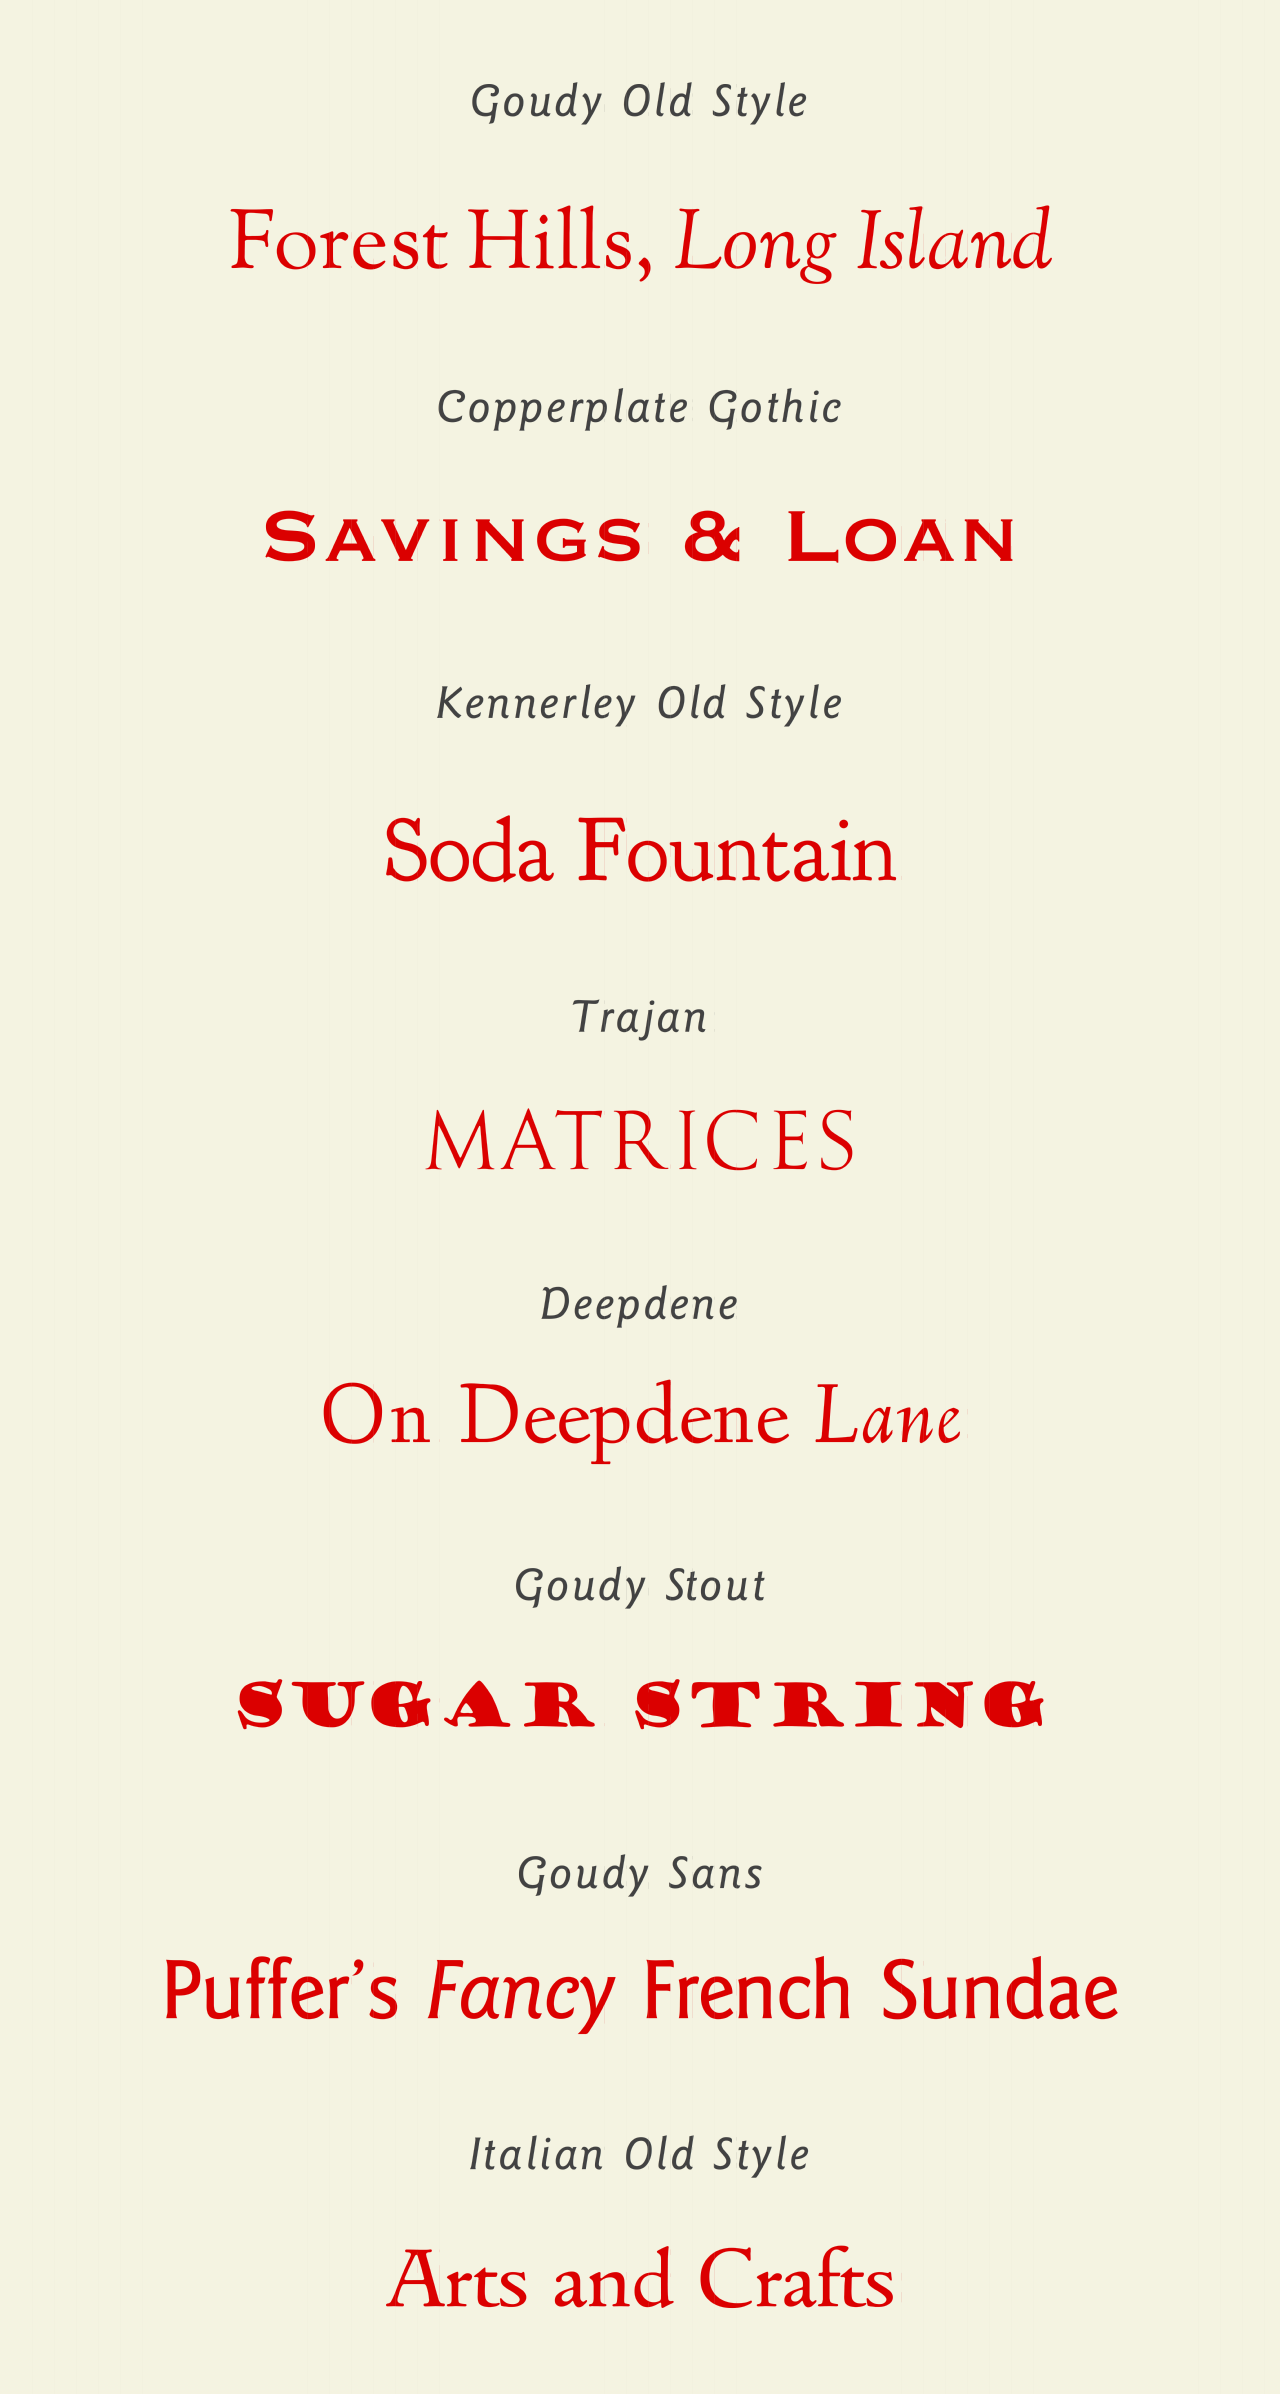 Goudy Old Style
Forest Hills, Long Island
Copperplate Gothic
Savings & Loan
Kennerley Old Style
Soda Fountain
Trajan
MATRICES
Deepdene
On Deepdene Lane
Goudy Stout
SUGAR STRING
Goudy Sans
Puffer’s Fancy French Sundae
Italian Old Style
Arts and Crafts